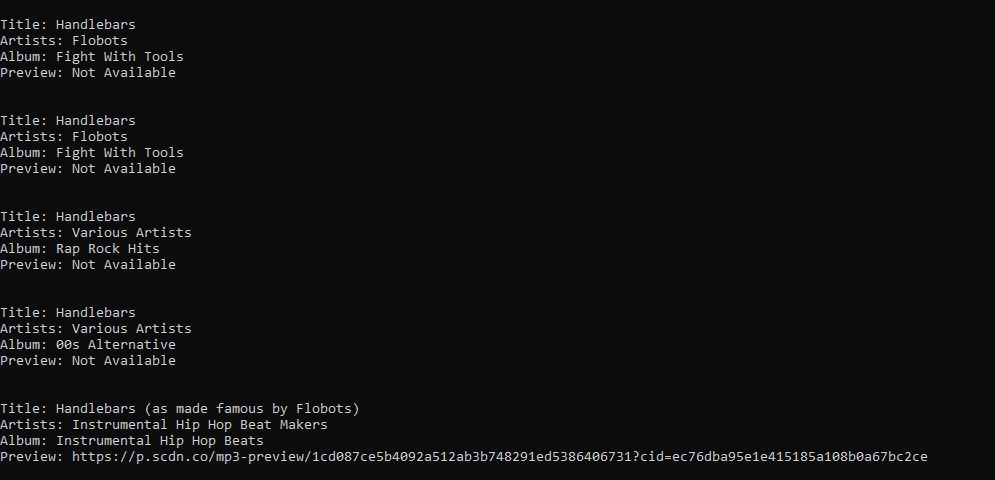 Title: Handlebars
Artists: Flobots
Album: Fight With Tools
Preview: Not Available
Title: Handlebars
Artists: Flobots
Album: Fight With Tools
Preview: Not Available
Title: Handlebars
Artists: Various Artists
Album: Rap Rock Hits
Preview: Not Available
Title: Handlebars
Artists: Various Artists
Album: 00s Alternative
Preview: Not Available
Title: Handlebars (as made famous by Flobots)
Artists: Instrumental Hip Hop Beat Makers
Album: Instrumental Hip Hop Beats
Preview: https://p.scdn.co/mp3-preview/1cd087ce5b4092a512ab3b748291ed5386406731?cid=ec76dba95e1e415185a108b0a67bc2ce